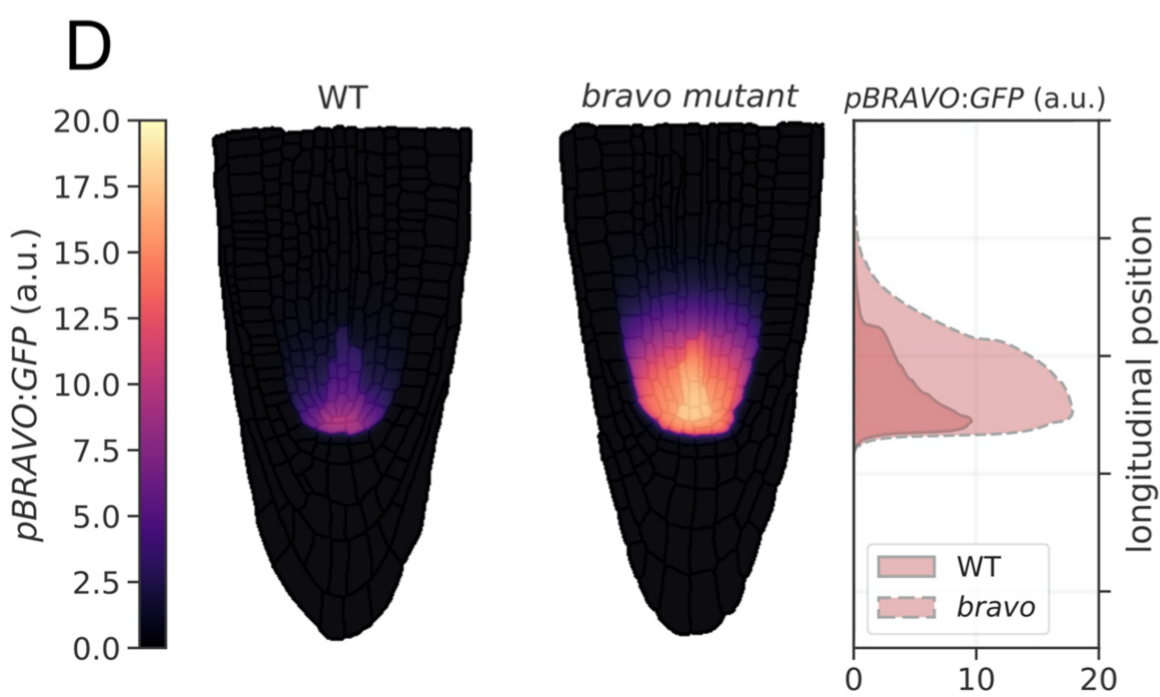 D
WT
bravo mutant
pBRAVO:GFP (a.u.)
20.0
17.5
15.0
12.5
10.0
7.5
5.0
2.5
0.0
pBRAVO:GFP (a.u.)
longitudinal position
WT
bravo
0 10 20